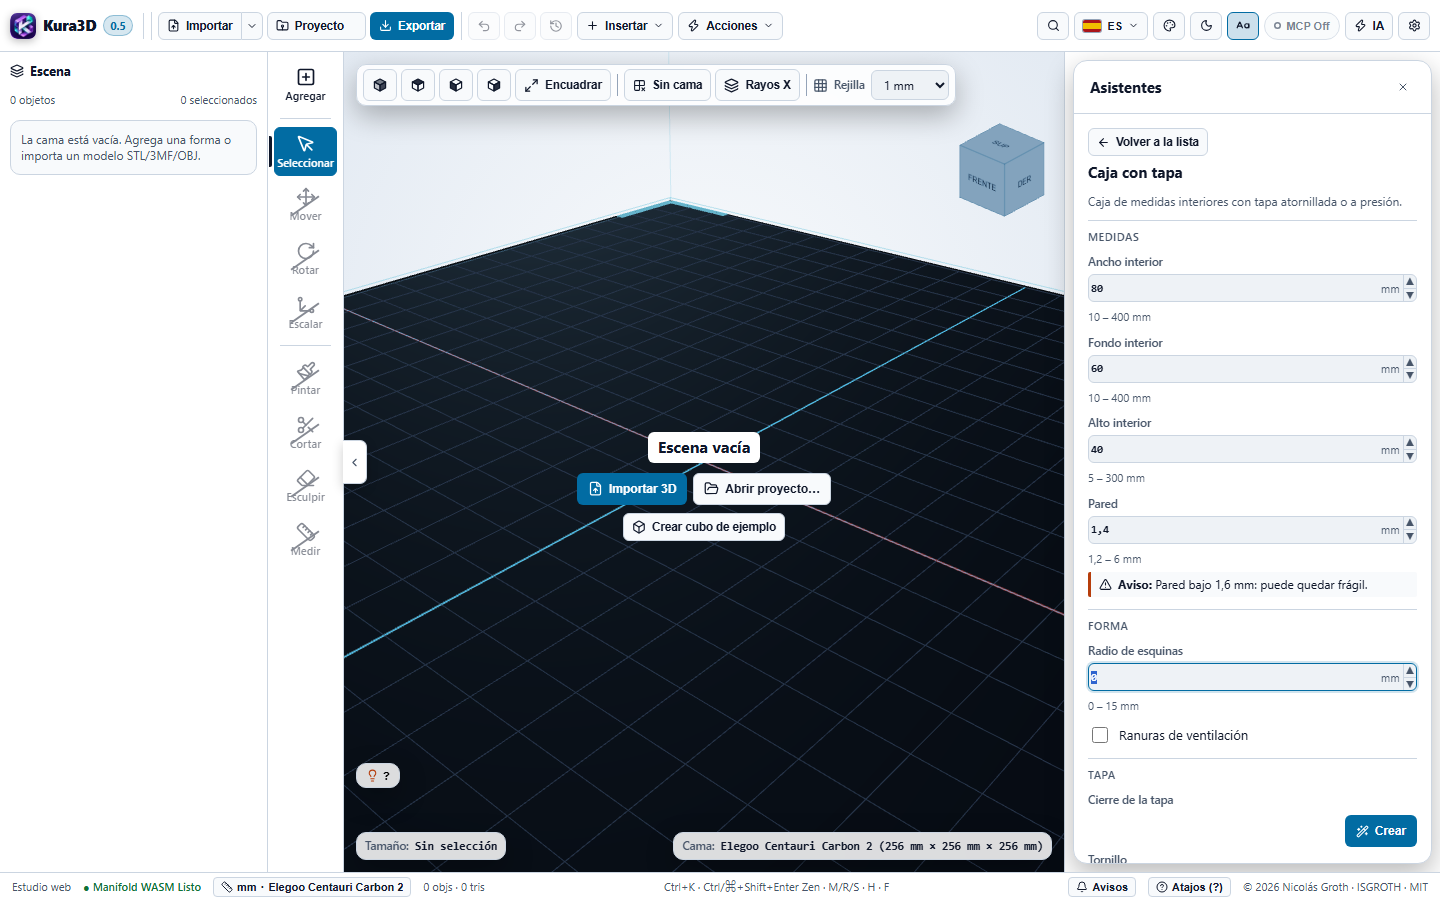 Kura3D 0.5 Importar Proyecto Exportar Insertar Acciones ES Aa MCP Off IA
Escena
0 objetos 0 seleccionados
La cama está vacía. Agrega una forma o
importa un modelo STL/3MF/OBJ.
Agregar
Seleccionar
Mover
Rotar
Escalar
Pintar
Cortar
Esculpir
Medir
Encuadrar Sin cama Rayos X Rejilla 1 mm
SUP
FRENTE DER
Escena vacía
Importar 3D Abrir proyecto...
Crear cubo de ejemplo
?
Tamaño: Sin selección
Cama: Elegoo Centauri Carbon 2 (256 mm × 256 mm × 256 mm)
Asistentes
Volver a la lista
Caja con tapa
Caja de medidas interiores con tapa atornillada o a presión.
MEDIDAS
Ancho interior
80 mm
10 – 400 mm
Fondo interior
60 mm
10 – 400 mm
Alto interior
40 mm
5 – 300 mm
Pared
1,4 mm
1,2 – 6 mm
Aviso: Pared bajo 1,6 mm: puede quedar frágil.
FORMA
Radio de esquinas
0 mm
0 – 15 mm
Ranuras de ventilación
TAPA
Cierre de la tapa
Crear
Tornillo
Estudio web Manifold WASM Listo mm · Elegoo Centauri Carbon 2 0 objs · 0 tris Ctrl+K · Ctrl/⌘+Shift+Enter Zen · M/R/S · H · F Avisos Atajos (?) © 2026 Nicolás Groth · ISGROTH · MIT